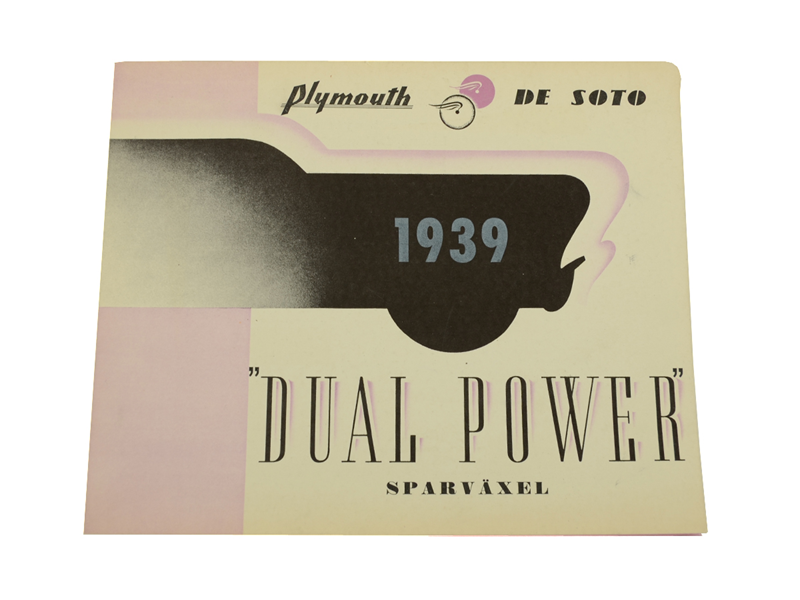 Plymouth DE SOTO
1939
"DUAL POWER"
SPARVÄXEL